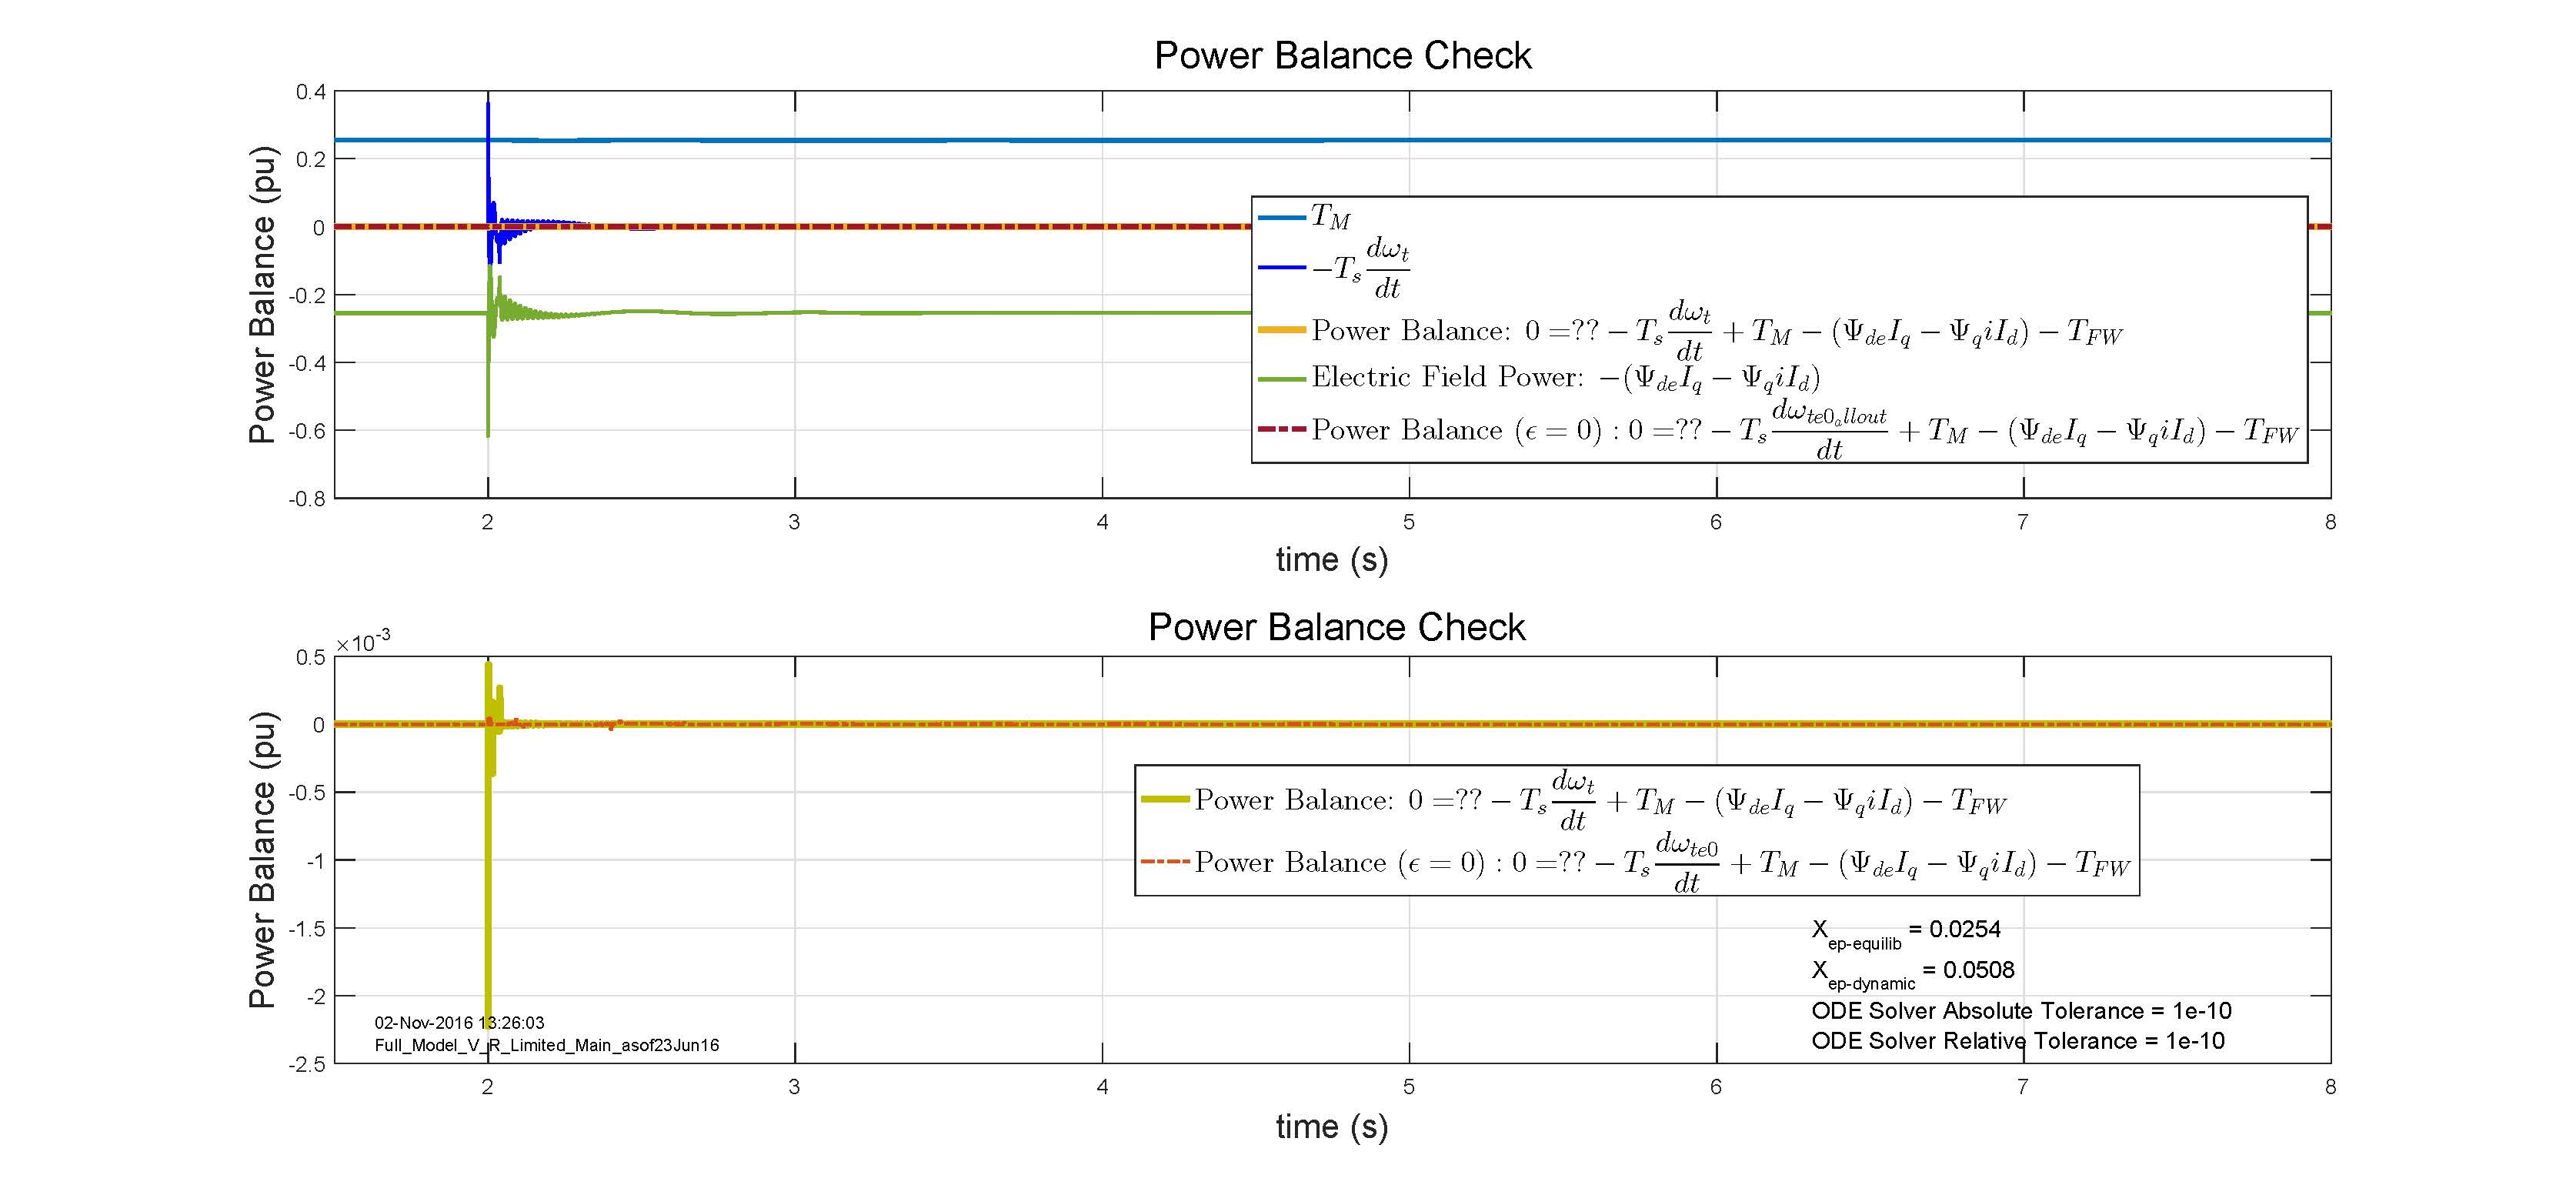 Power Balance Check
Power Balance (pu)
0.4
0.2
0
-0.2
-0.4
-0.6
-0.8
T_M
-T_s dω_t/dt
Power Balance: 0 =?? − T_s dω_t/dt + T_M − (Ψ_de I_q − Ψ_q i I_d) − T_FW
Electric Field Power: −(Ψ_de I_q − Ψ_q i I_d)
Power Balance (ϵ = 0) : 0 =?? − T_s dω_te0_allout/dt + T_M − (Ψ_de I_q − Ψ_q i I_d) − T_FW
2 3 4 5 6 7 8
time (s)
Power Balance Check
×10^-3
Power Balance (pu)
0.5
0
-0.5
-1
-1.5
-2
-2.5
Power Balance: 0 =?? − T_s dω_t/dt + T_M − (Ψ_de I_q − Ψ_q i I_d) − T_FW
Power Balance (ϵ = 0) : 0 =?? − T_s dω_te0/dt + T_M − (Ψ_de I_q − Ψ_q i I_d) − T_FW
X_ep-equilib = 0.0254
X_ep-dynamic = 0.0508
ODE Solver Absolute Tolerance = 1e-10
ODE Solver Relative Tolerance = 1e-10
02-Nov-2016 13:26:03
Full_Model_V_R_Limited_Main_asof23Jun16
2 3 4 5 6 7 8
time (s)